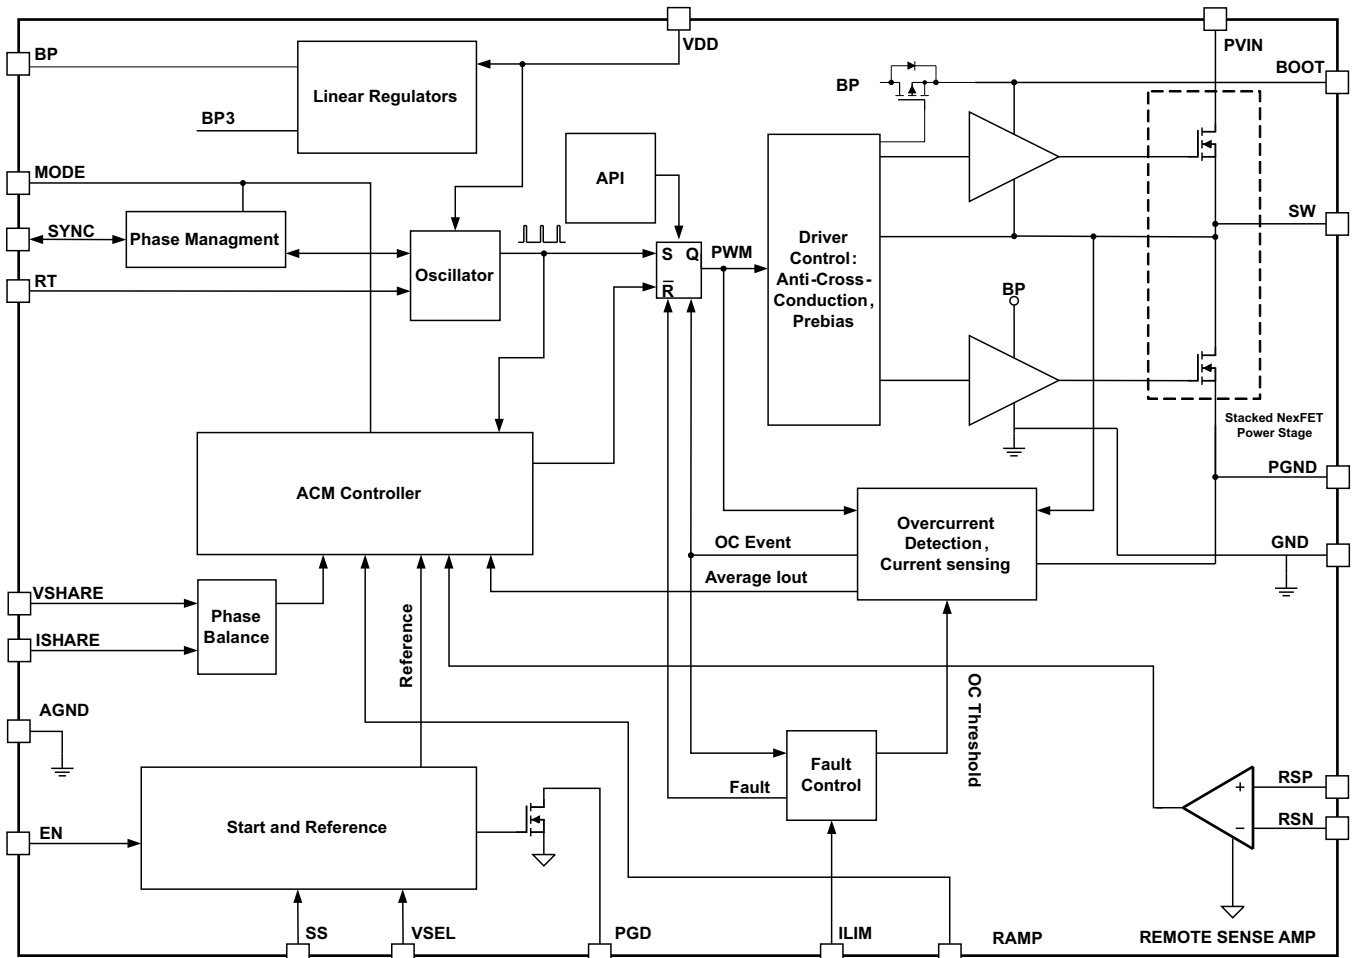 VDD
PVIN
BP
BOOT
Linear Regulators
BP
BP3
API
MODE
SYNC
Phase Managment
SW
Oscillator
S Q
R
PWM
Driver
Control:
Anti-Cross-
Conduction,
Prebias
RT
BP
Stacked NexFET
Power Stage
PGND
ACM Controller
Overcurrent
Detection,
Current sensing
OC Event
GND
Average Iout
VSHARE
Phase
Balance
ISHARE
Reference
OC Threshold
AGND
Fault
Control
Fault
RSP
+
RSN
−
EN
Start and Reference
SS
VSEL
PGD
ILIM
RAMP
REMOTE SENSE AMP